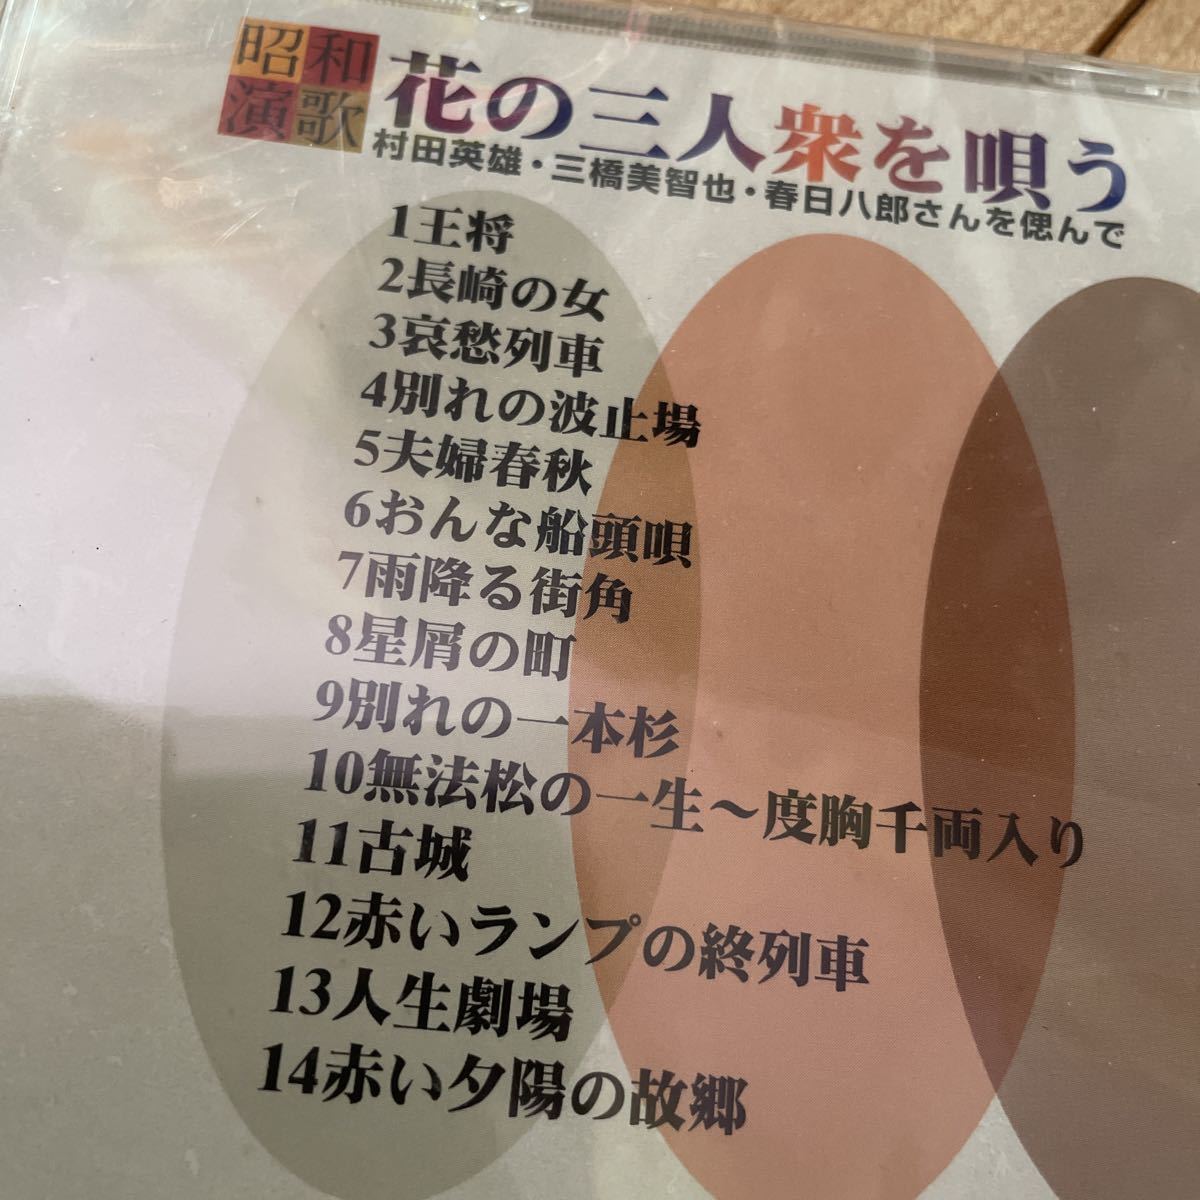 昭和
演歌
花の三人衆を唄う
村田英雄・三橋美智也・春日八郎さんを偲んで
1王将
2長崎の女
3哀愁列車
4別れの波止場
5夫婦春秋
6おんな船頭唄
7雨降る街角
8星屑の町
9別れの一本杉
10無法松の一生～度胸千両入り
11古城
12赤いランプの終列車
13人生劇場
14赤い夕陽の故郷